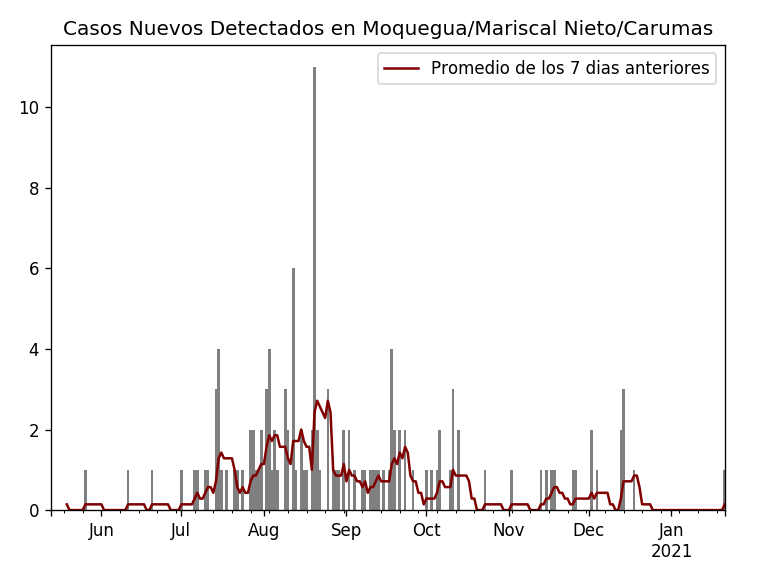 Casos Nuevos Detectados en Moquegua/Mariscal Nieto/Carumas
Promedio de los 7 dias anteriores
10
8
6
4
2
0
Jun Jul Aug Sep Oct Nov Dec Jan
2021